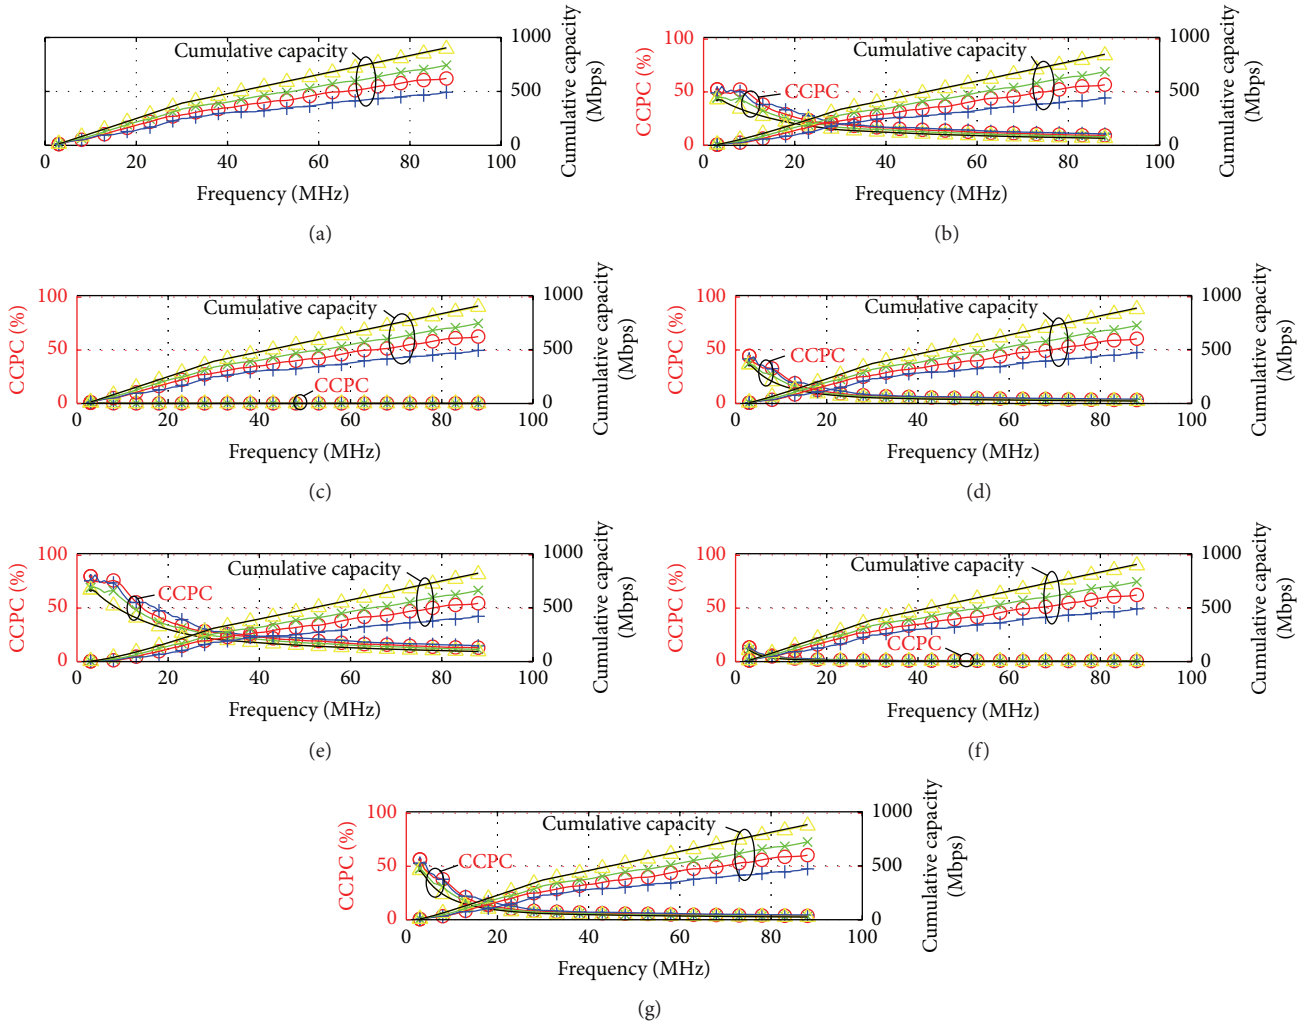 Cumulative capacity
1000
500
0
0
20
40
60
80
100
Cumulative capacity
(Mbps)
Frequency (MHz)
(a)
CCPC (%)
100
50
0
Cumulative capacity
CCPC
1000
500
0
0
20
40
60
80
100
Cumulative capacity
(Mbps)
Frequency (MHz)
(b)
CCPC (%)
100
50
0
Cumulative capacity
CCPC
1000
500
0
0
20
40
60
80
100
Cumulative capacity
(Mbps)
Frequency (MHz)
(c)
CCPC (%)
100
50
0
Cumulative capacity
CCPC
1000
500
0
0
20
40
60
80
100
Cumulative capacity
(Mbps)
Frequency (MHz)
(d)
CCPC (%)
100
50
0
Cumulative capacity
CCPC
1000
500
0
0
20
40
60
80
100
Cumulative capacity
(Mbps)
Frequency (MHz)
(e)
CCPC (%)
100
50
0
Cumulative capacity
CCPC
1000
500
0
0
20
40
60
80
100
Cumulative capacity
(Mbps)
Frequency (MHz)
(f)
CCPC (%)
100
50
0
Cumulative capacity
CCPC
1000
500
0
0
20
40
60
80
100
Cumulative capacity
(Mbps)
Frequency (MHz)
(g)